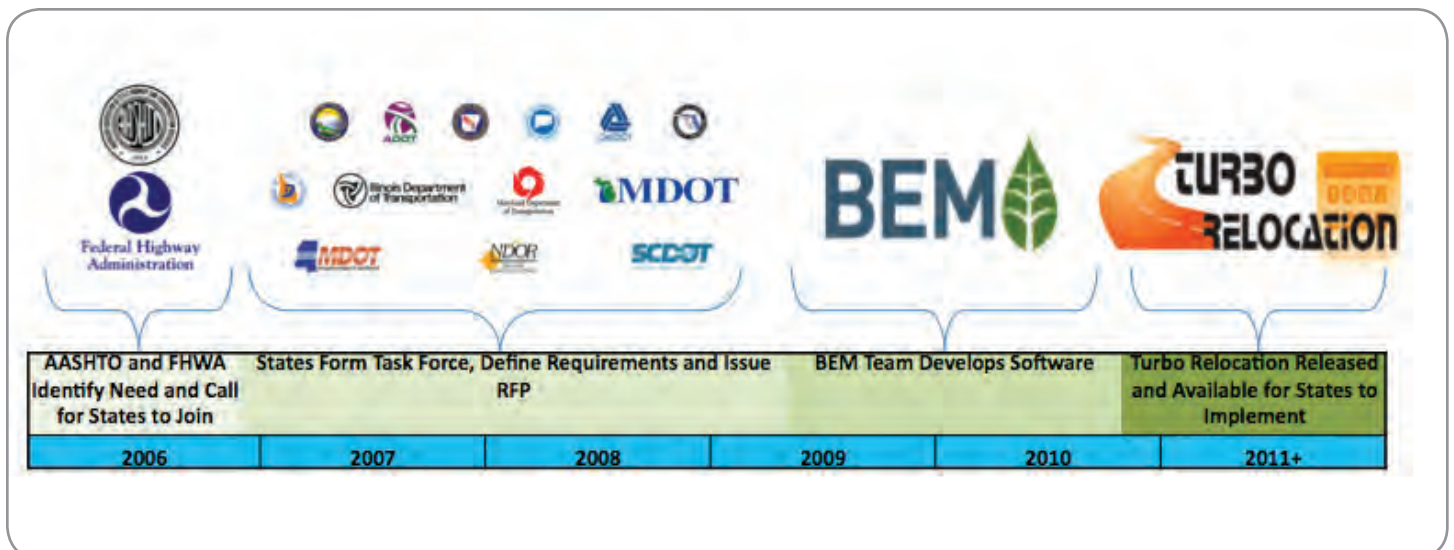 Federal Highway
Administration
ADOT
Illinois Department
of Transportation
MDOT
MDOT
NDOR
SCDOT
BEM
TURBO
RELOCATION
AASHTO and FHWA
Identify Need and Call
for States to Join
States Form Task Force, Define Requirements and Issue
RFP
BEM Team Develops Software
Turbo Relocation Released
and Available for States to
Implement
2006
2007
2008
2009
2010
2011+